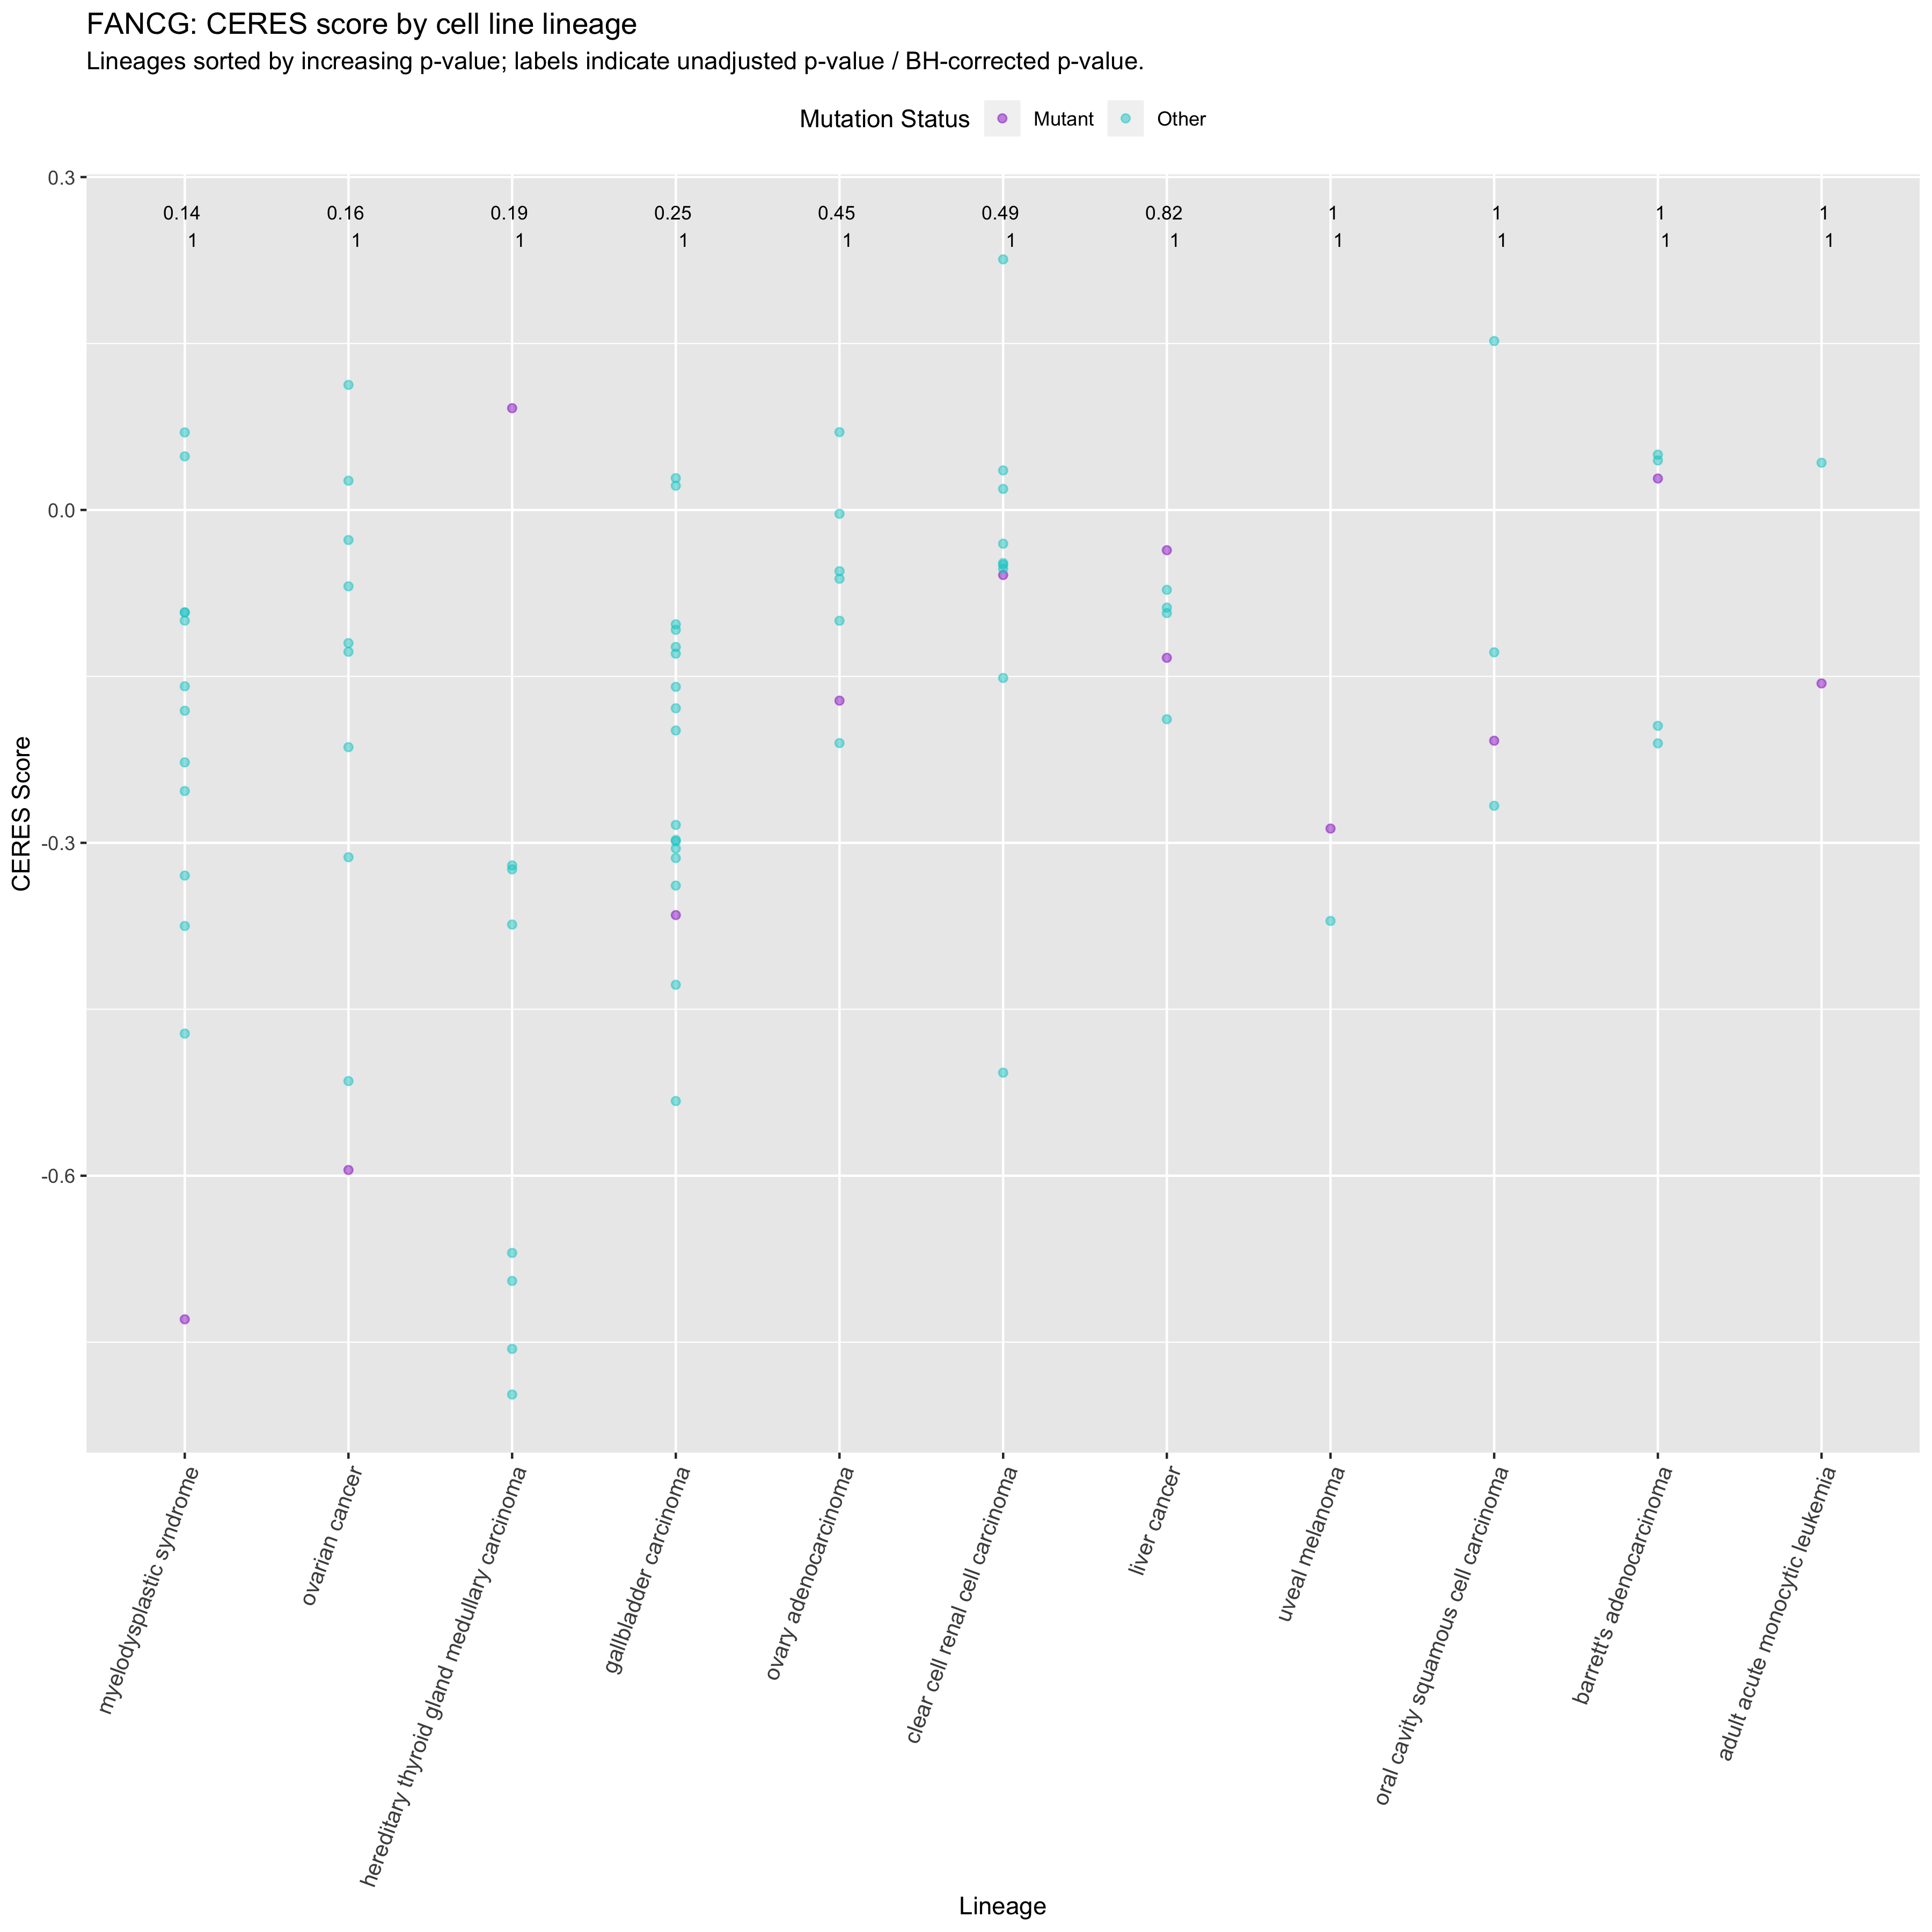 FANCG: CERES score by cell line lineage
Lineages sorted by increasing p-value; labels indicate unadjusted p-value / BH-corrected p-value.
Mutation Status Mutant Other
0.3
0.14 0.16 0.19 0.25 0.45 0.49 0.82 1 1 1 1
1 1 1 1 1 1 1 1 1 1 1
0.0
-0.3
-0.6
CERES Score
myelodysplastic syndrome
ovarian cancer
hereditary thyroid gland medullary carcinoma
gallbladder carcinoma
ovary adenocarcinoma
clear cell renal cell carcinoma
liver cancer
uveal melanoma
oral cavity squamous cell carcinoma
barrett's adenocarcinoma
adult acute monocytic leukemia
Lineage